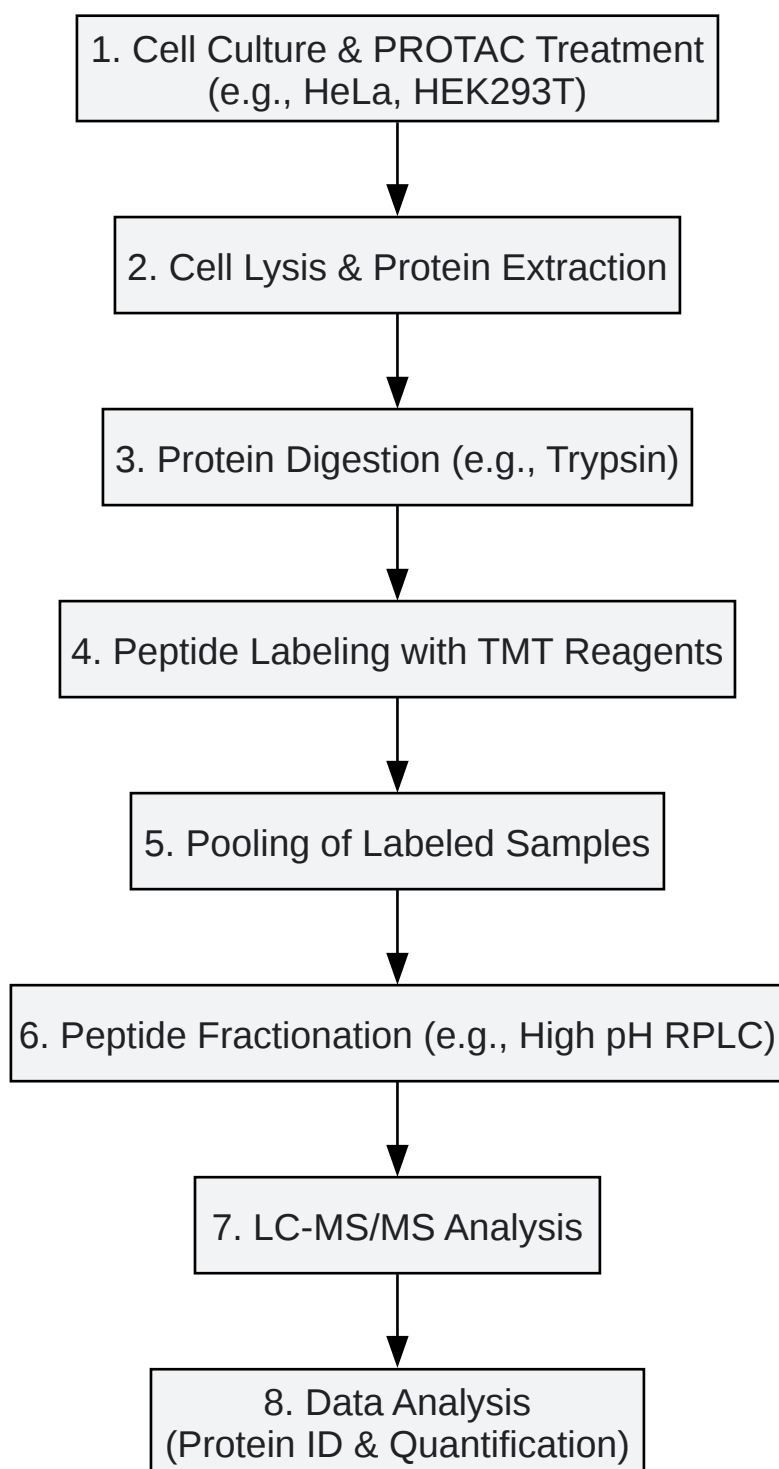 1. Cell Culture & PROTAC Treatment
(e.g., HeLa, HEK293T)
2. Cell Lysis & Protein Extraction
3. Protein Digestion (e.g., Trypsin)
4. Peptide Labeling with TMT Reagents
5. Pooling of Labeled Samples
6. Peptide Fractionation (e.g., High pH RPLC)
7. LC-MS/MS Analysis
8. Data Analysis
(Protein ID & Quantification)